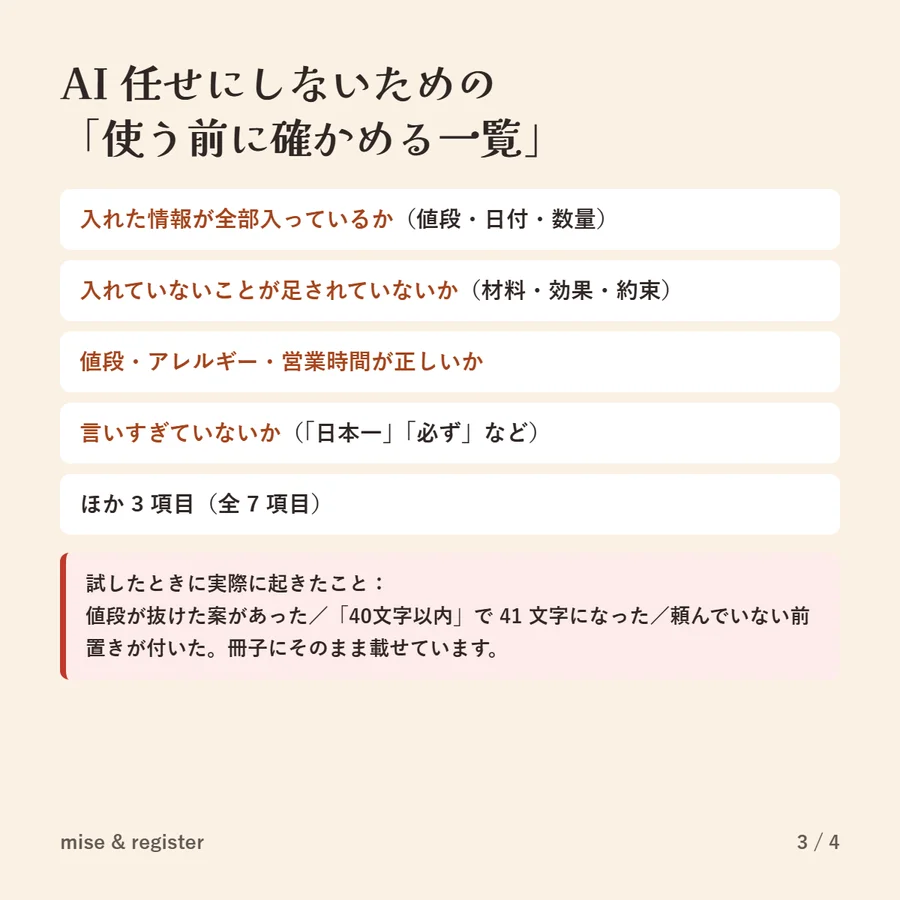 AI 任せにしないための
「使う前に確かめる一覧」
入れた情報が全部入っているか（値段・日付・数量）
入れていないことが足されていないか（材料・効果・約束）
値段・アレルギー・営業時間が正しいか
言いすぎていないか（「日本一」「必ず」など）
ほか 3 項目（全 7 項目）
試したときに実際に起きたこと：
値段が抜けた案があった／「40文字以内」で 41 文字になった／頼んでいない前
置きが付いた。冊子にそのまま載せています。
mise & register
3 / 4